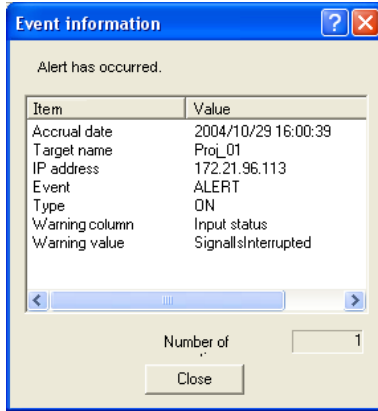 Event information
Alert has occurred.
Item Value
Accrual date 2004/10/29 16:00:39
Target name Proj_01
IP address 172.21.96.113
Event ALERT
Type ON
Warning column Input status
Warning value SignalIsInterrupted
Number of 1
Close